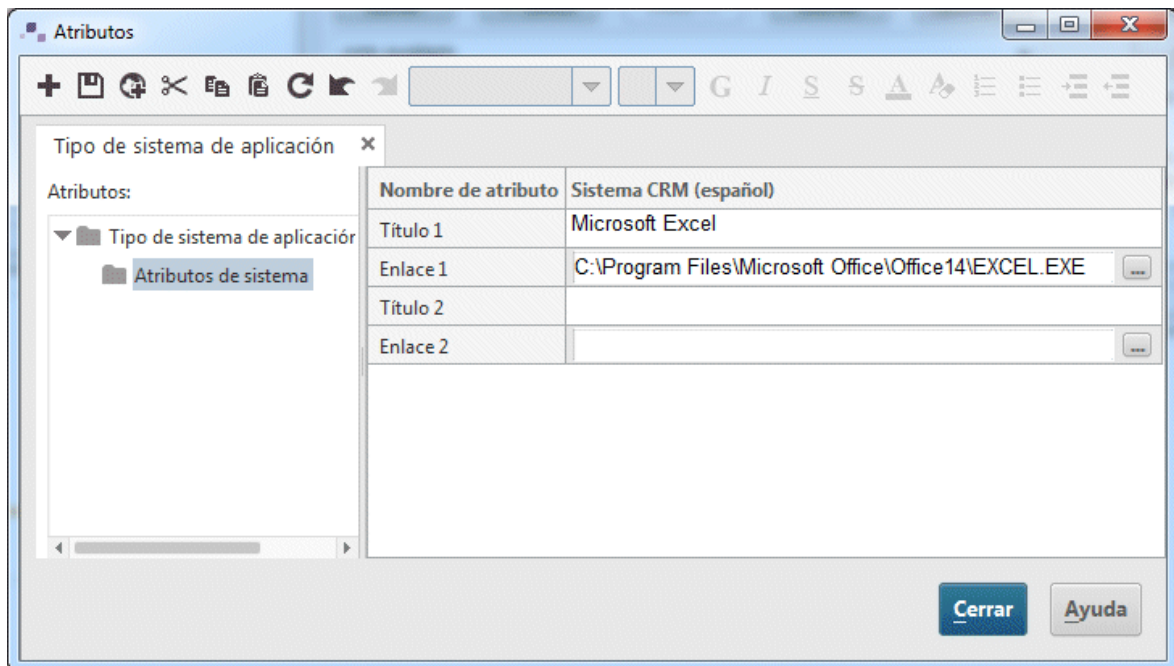 Atributos
G I S S A
Tipo de sistema de aplicación
Atributos:
Tipo de sistema de aplicación
Atributos de sistema
Nombre de atributo Sistema CRM (español)
Título 1 Microsoft Excel
Enlace 1 C:\Program Files\Microsoft Office\Office14\EXCEL.EXE ...
Título 2
Enlace 2 ...
Cerrar Ayuda